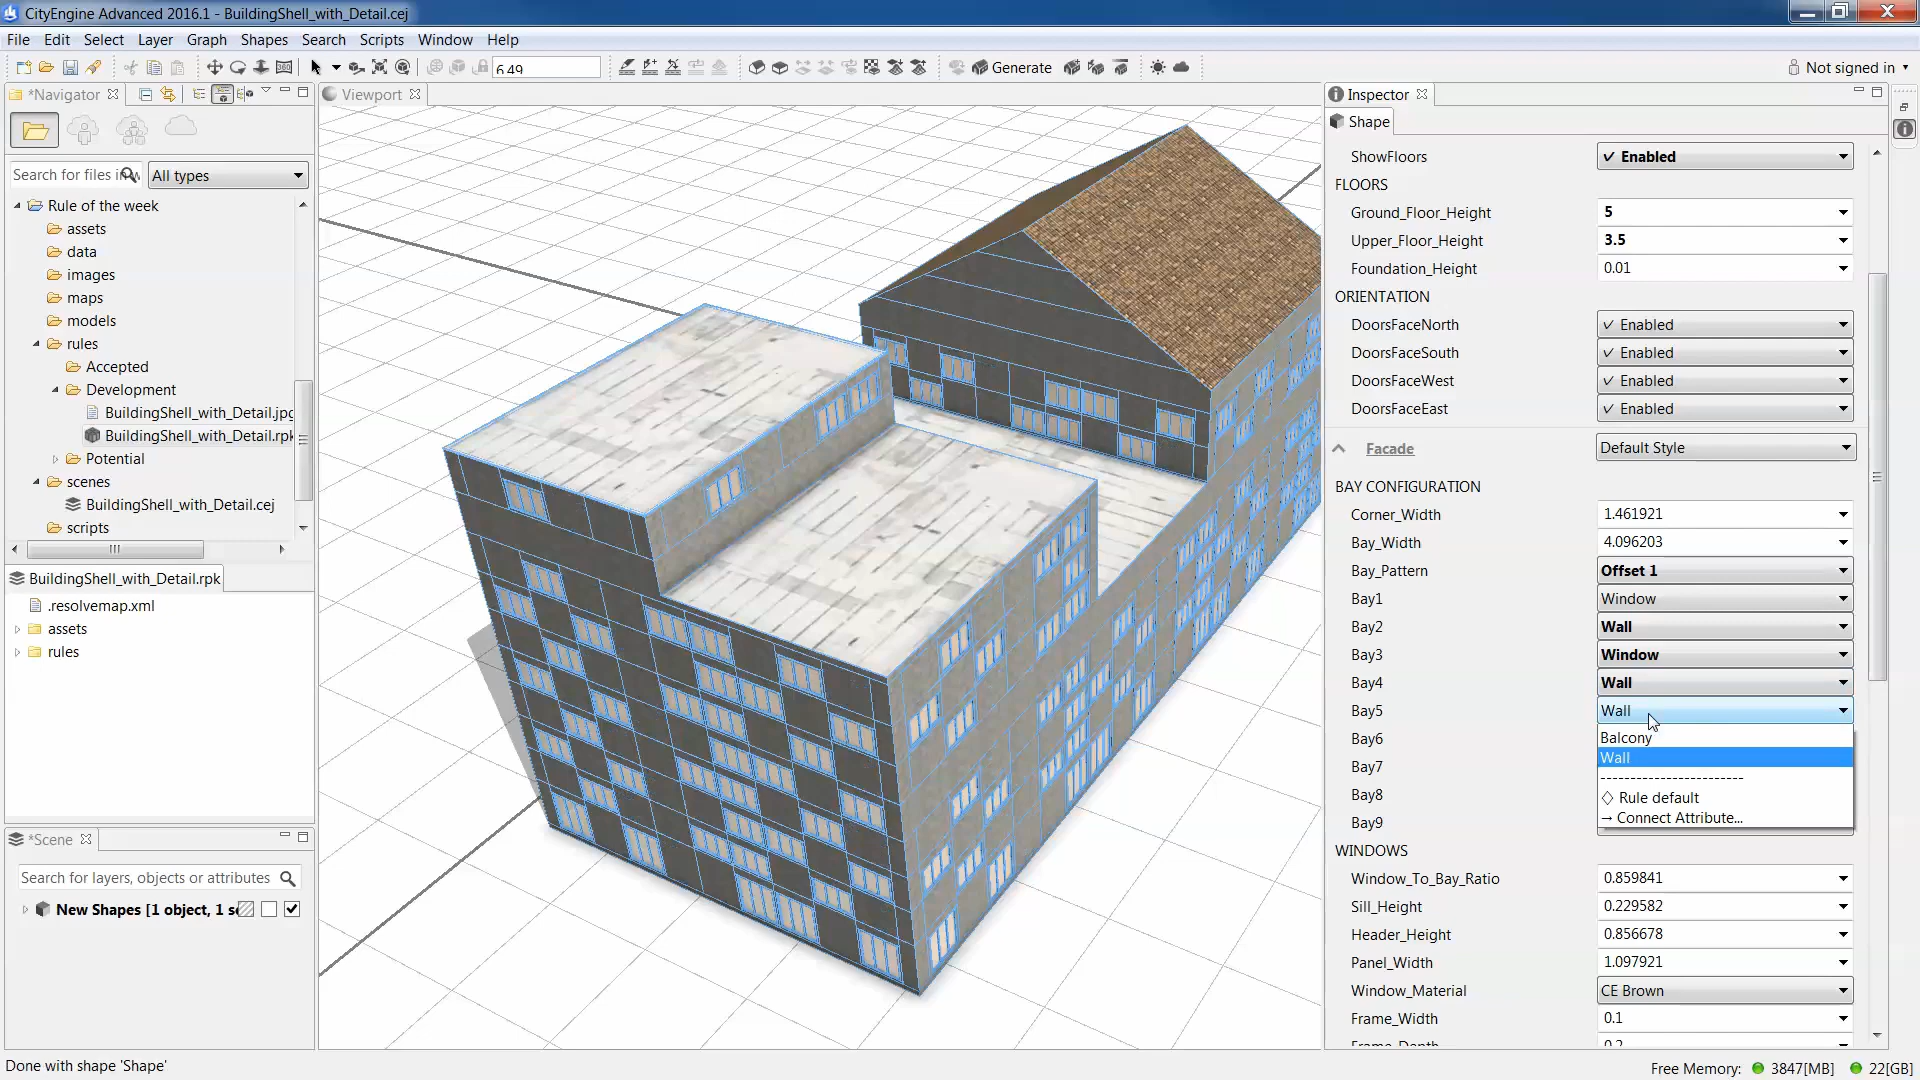 CityEngine Advanced 2016.1 - BuildingShell_with_Detail.cej
File Edit Select Layer Graph Shapes Search Scripts Window Help
6.49
Generate
Not signed in
*Navigator
Search for files in w
All types
Rule of the week
assets
data
images
maps
models
rules
Accepted
Development
BuildingShell_with_Detail.jpg
BuildingShell_with_Detail.rpk
Potential
scenes
BuildingShell_with_Detail.cej
scripts
BuildingShell_with_Detail.rpk
.resolvemap.xml
assets
rules
*Scene
Search for layers, objects or attributes
New Shapes [1 object, 1 se
Done with shape 'Shape'
Viewport
Inspector
Shape
ShowFloors ✓ Enabled
FLOORS
Ground_Floor_Height 5
Upper_Floor_Height 3.5
Foundation_Height 0.01
ORIENTATION
DoorsFaceNorth ✓ Enabled
DoorsFaceSouth ✓ Enabled
DoorsFaceWest ✓ Enabled
DoorsFaceEast ✓ Enabled
Facade Default Style
BAY CONFIGURATION
Corner_Width 1.461921
Bay_Width 4.096203
Bay_Pattern Offset 1
Bay1 Window
Bay2 Wall
Bay3 Window
Bay4 Wall
Bay5 Wall
Bay6 Balcony
Wall
Bay7 ------------------------
Bay8 ◇ Rule default
Bay9 → Connect Attribute...
WINDOWS
Window_To_Bay_Ratio 0.859841
Sill_Height 0.229582
Header_Height 0.856678
Panel_Width 1.097921
Window_Material CE Brown
Frame_Width 0.1
Frame_Depth 0.2
Free Memory: 3847[MB] 22[GB]